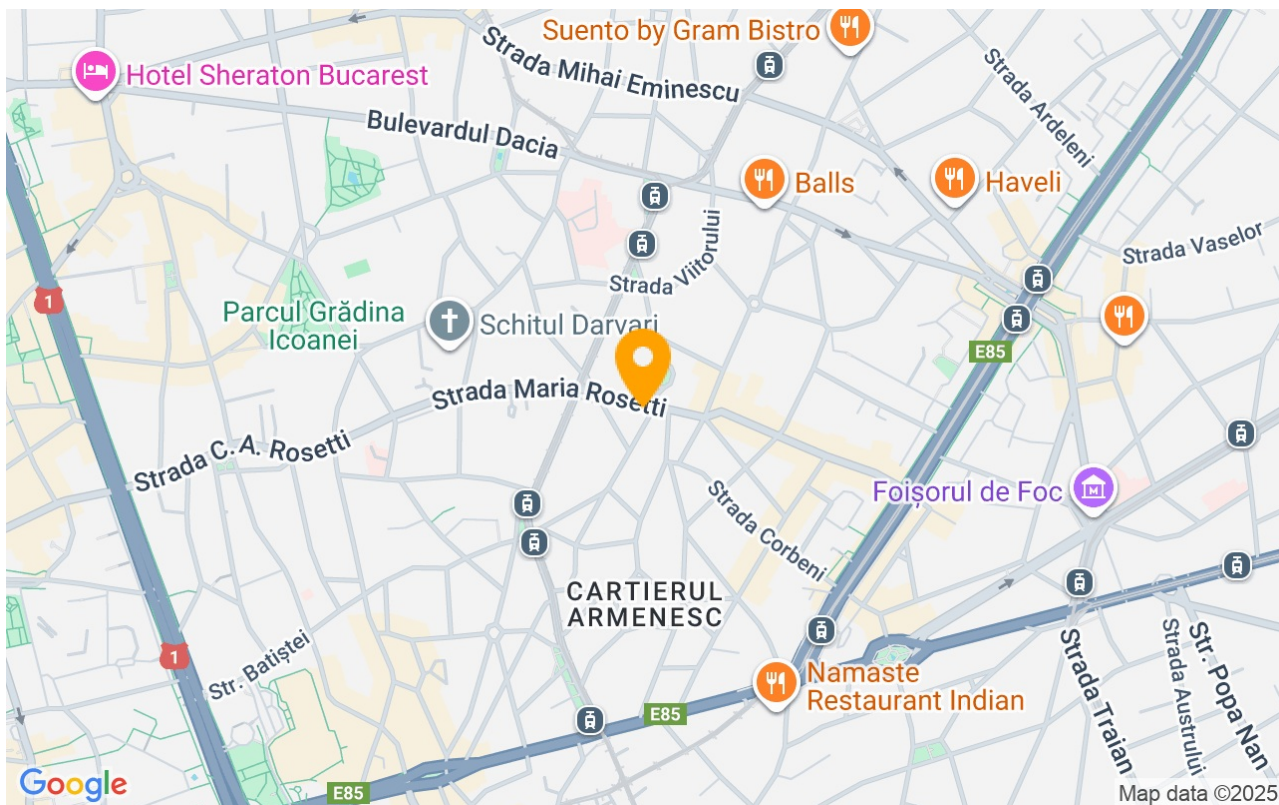 Suento by Gram Bistro
Strada Mihai Eminescu
Hotel Sheraton Bucarest
Strada Ardeleni
Bulevardul Dacia
Balls
Haveli
Strada Viitorului
Strada Vaselor
1
Parcul Grădina
Icoanei
Schitul Darvari
E85
Strada Maria Rosetti
Strada C. A. Rosetti
Foișorul de Foc
M
Strada Corbeni
CARTIERUL
ARMENESC
1
Str. Batiștei
Namaste
Restaurant Indian
E85
Strada Traian
Strada Austrului
Str. Popa Nan
Google
E85
Map data ©2025